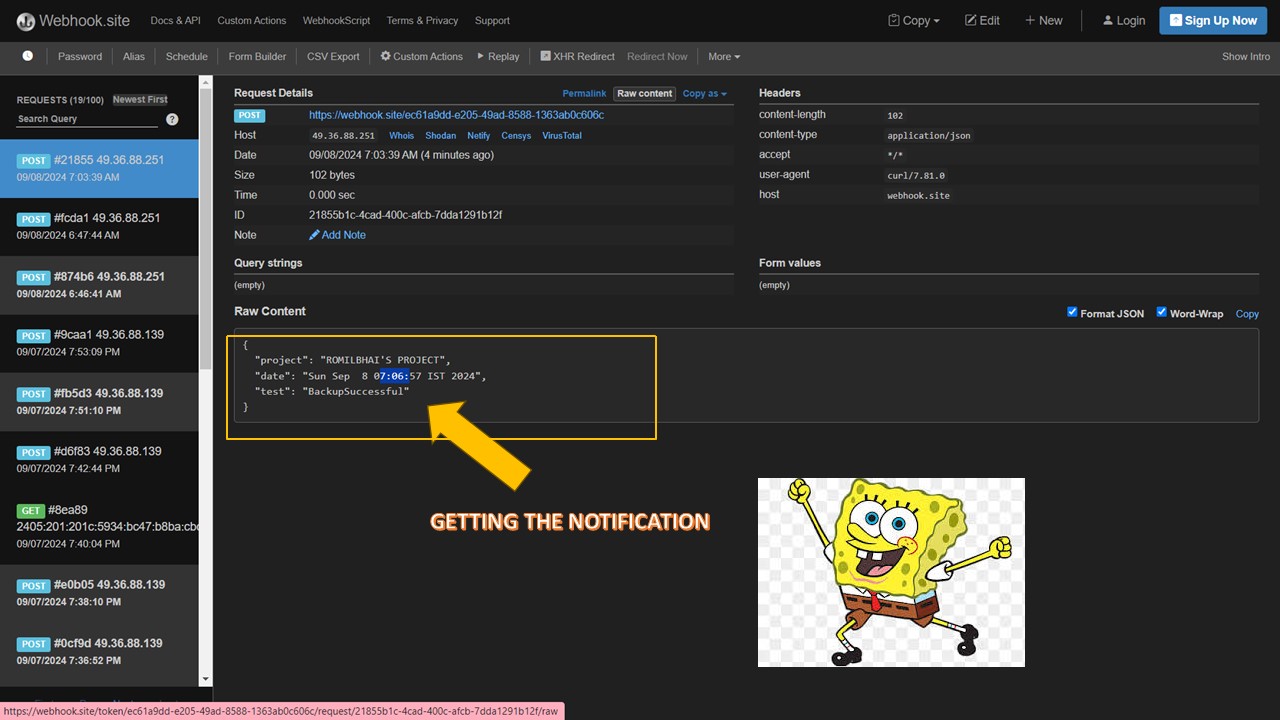 Webhook.site Docs & API Custom Actions WebhookScript Terms & Privacy Support Copy Edit New Login Sign Up Now
Password Alias Schedule Form Builder CSV Export Custom Actions Replay XHR Redirect Redirect Now More Show Intro
REQUESTS (19/100) Newest First
Search Query ?
POST #21855 49.36.88.251
09/08/2024 7:03:39 AM
POST #fcda1 49.36.88.251
09/08/2024 6:47:44 AM
POST #874b6 49.36.88.251
09/08/2024 6:46:41 AM
POST #9caa1 49.36.88.139
09/07/2024 7:53:09 PM
POST #fb5d3 49.36.88.139
09/07/2024 7:51:10 PM
POST #d6f83 49.36.88.139
09/07/2024 7:42:44 PM
GET #8ea89
2405:201:201c:5934:bc47:b8ba:cbc
09/07/2024 7:40:04 PM
POST #e0b05 49.36.88.139
09/07/2024 7:38:10 PM
POST #0cf9d 49.36.88.139
09/07/2024 7:36:52 PM
Request Details Permalink Raw content Copy as
POST https://webhook.site/ec61a9dd-e205-49ad-8588-1363ab0c606c
Host 49.36.88.251 Whois Shodan Netify Censys VirusTotal
Date 09/08/2024 7:03:39 AM (4 minutes ago)
Size 102 bytes
Time 0.000 sec
ID 21855b1c-4cad-400c-afcb-7dda1291b12f
Note Add Note
Headers
content-length 102
content-type application/json
accept */*
user-agent curl/7.81.0
host webhook.site
Query strings
(empty)
Form values
(empty)
Raw Content Format JSON Word-Wrap Copy
{
"project": "ROMILBHAI'S PROJECT",
"date": "Sun Sep  8 07:06:57 IST 2024",
"test": "BackupSuccessful"
}
GETTING THE NOTIFICATION
https://webhook.site/token/ec61a9dd-e205-49ad-8588-1363ab0c606c/request/21855b1c-4cad-400c-afcb-7dda1291b12f/raw